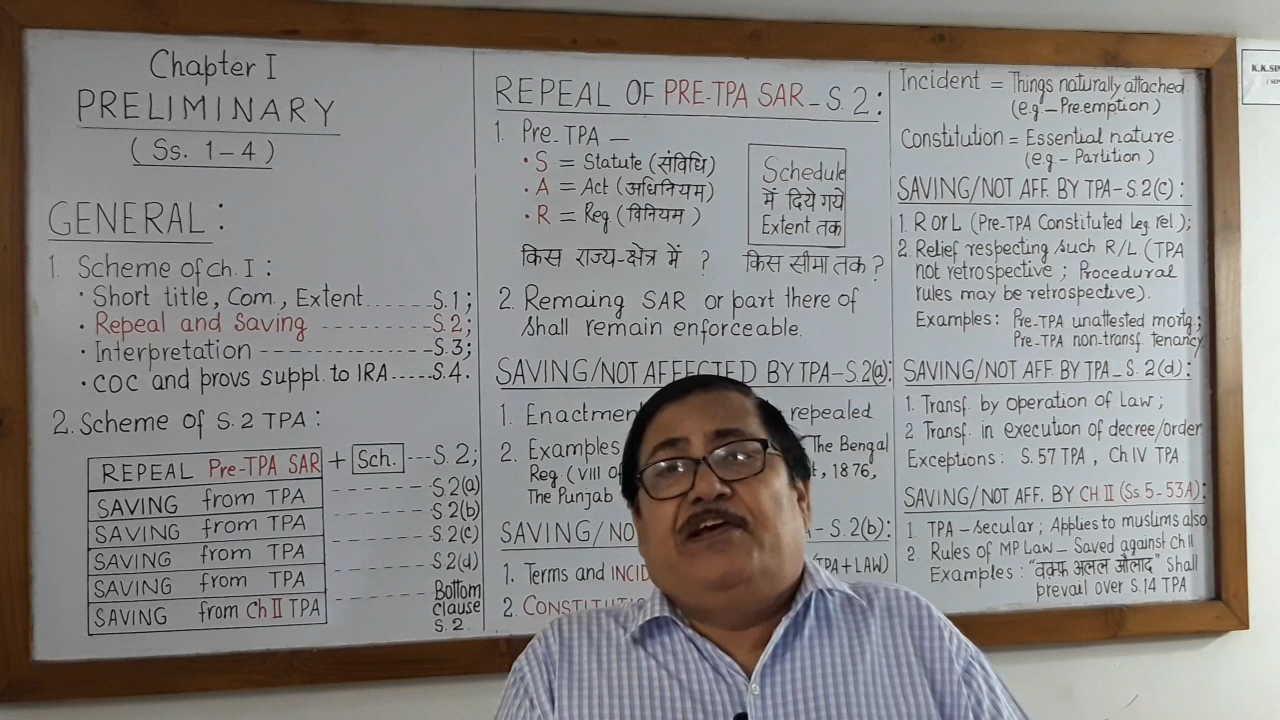 Chapter I
PRELIMINARY
(Ss. 1-4)
GENERAL:
1. Scheme of ch. I:
• Short title, Com., Extent.......S.1;
• Repeal and Saving ---------S.2;
• Interpretation --------------S.3;
• COC and provs suppl. to IRA.....S.4.
2. Scheme of S. 2 TPA:
REPEAL Pre-TPA SAR + Sch. ---S. 2;
SAVING from TPA ------S.2(a)
SAVING from TPA ------S.2(b)
SAVING from TPA ------S.2(c)
SAVING from TPA ------S.2(d)
SAVING from Ch II TPA ------Bottom
clause
S. 2.
REPEAL OF PRE-TPA SAR-S. 2:
1. Pre-TPA —
• S = Statute (संविधि)
• A = Act (अधिनियम)
• R = Reg (विनियम)
Schedule
में दिये गये
Extent तक
किस राज्य-क्षेत्र में ? किस सीमा तक ?
2. Remaing SAR or part there of
Shall remain enforceable.
SAVING/NOT AFFECTED BY TPA-S.2(a):
1. Enactmen repealed
2. Examples The Bengal
Reg. (VIII of , 1876,
The Punjab
SAVING/NO - S.2(b):
1. Terms and INCID (TPA+LAW)
2. CONSTITUTI
Incident = Things naturally attached.
(e.g - Pre.emption)
Constitution = Essential nature.
(e.g - Partition)
SAVING/NOT AFF. BY TPA-S.2(c):
1. R or L (Pre-TPA Constituted Leg. rel.);
2. Relief respecting such R/L (TPA
not retrospective ; Procedural
rules may be retrospective).
Examples: Pre-TPA unattested mortg.;
Pre-TPA non-transf. tenancy
SAVING/NOT AFF. BY TPA-S. 2(d):
1. Transf. by operation of Law;
2 Transf. in execution of decree/order
Exceptions: S.57 TPA, Ch IV TPA.
SAVING/NOT AFF. BY CH II (Ss.5-53A):
1. TPA - secular; Applies to muslims also
2 Rules of MP Law - Saved against Ch II
Examples: "वक्फ अलल औलाद" Shall
prevail over S.14 TPA
K.K.SIN